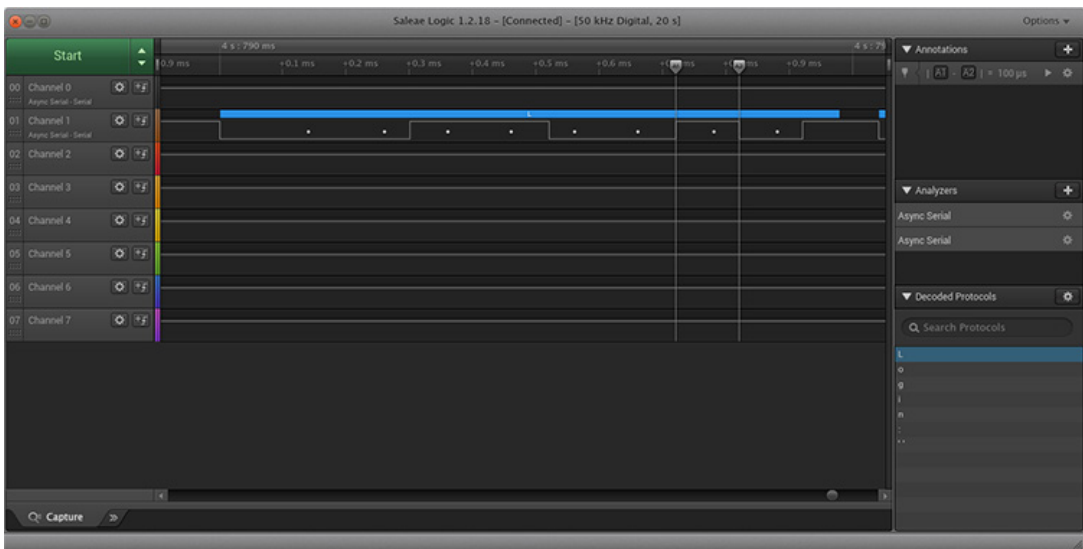 Saleae Logic 1.2.18 – [Connected] – [50 kHz Digital, 20 s]
Options
Start
4 s : 790 ms
4 s : 79
0.9 ms +0.1 ms +0.2 ms +0.3 ms +0.4 ms +0.5 ms +0.6 ms ms ms +0.9 ms
00 Channel 0
Async Serial - Serial
01 Channel 1
Async Serial - Serial
L
02 Channel 2
03 Channel 3
04 Channel 4
05 Channel 5
06 Channel 6
07 Channel 7
Capture
Annotations
| A1 - A2 | = 100 µs
Analyzers
Async Serial
Async Serial
Decoded Protocols
Search Protocols
L
o
g
i
n
:
' '